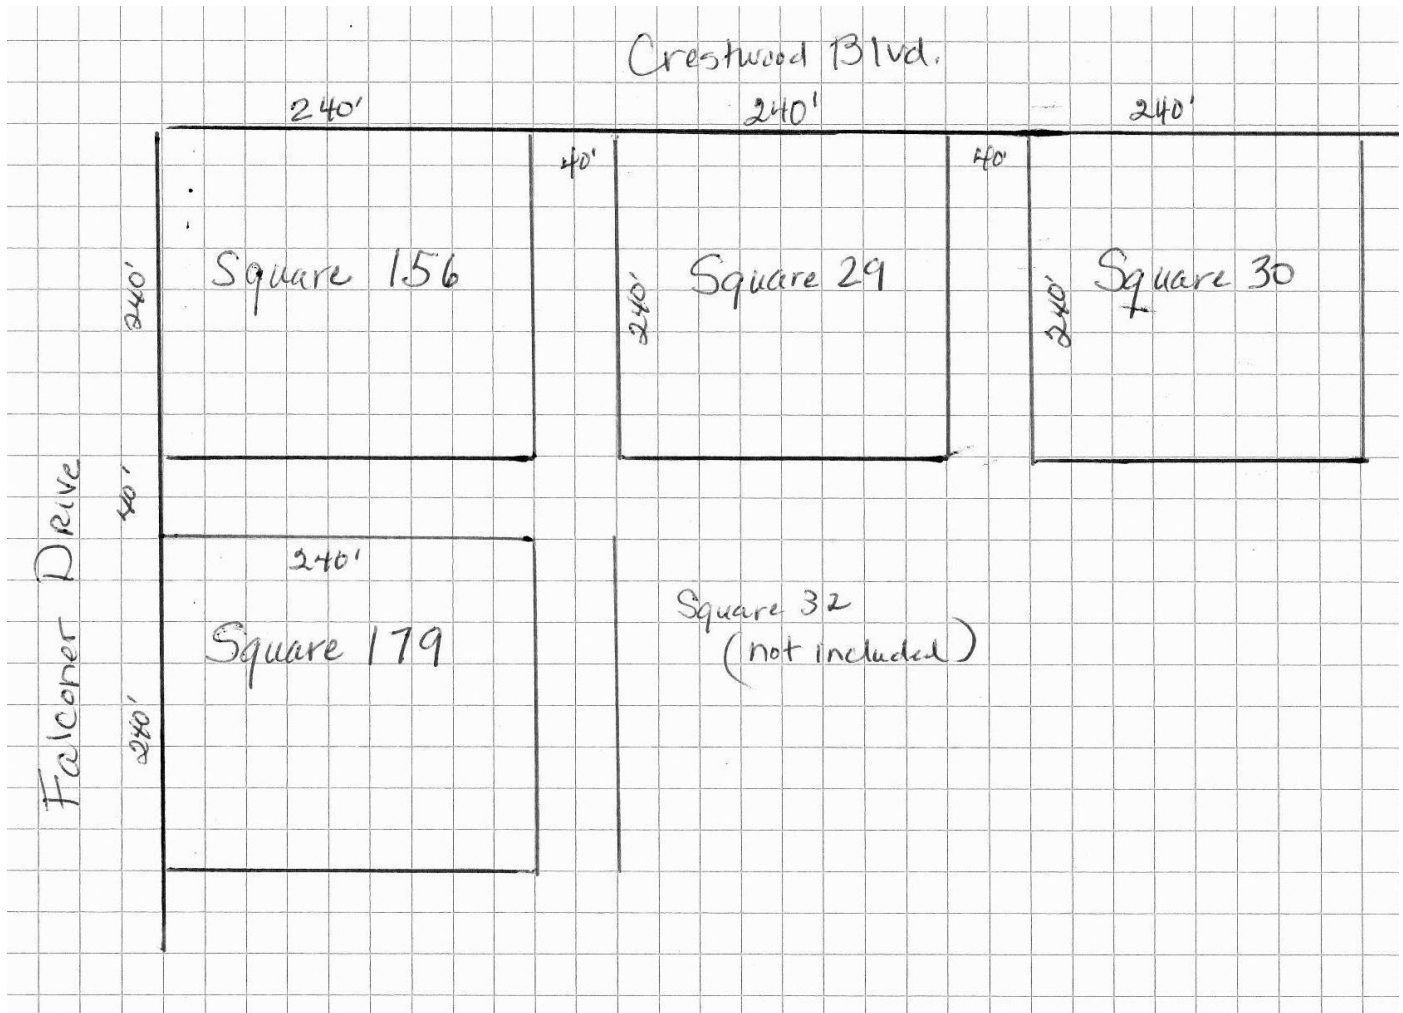 Crestwood Blvd.
240' 240' 240'
40' 40'
Square 156 Square 29 Square 30
240' 240' 240'
40'
Falconer DRIVE
240'
Square 32
(not included)
Square 179
240'